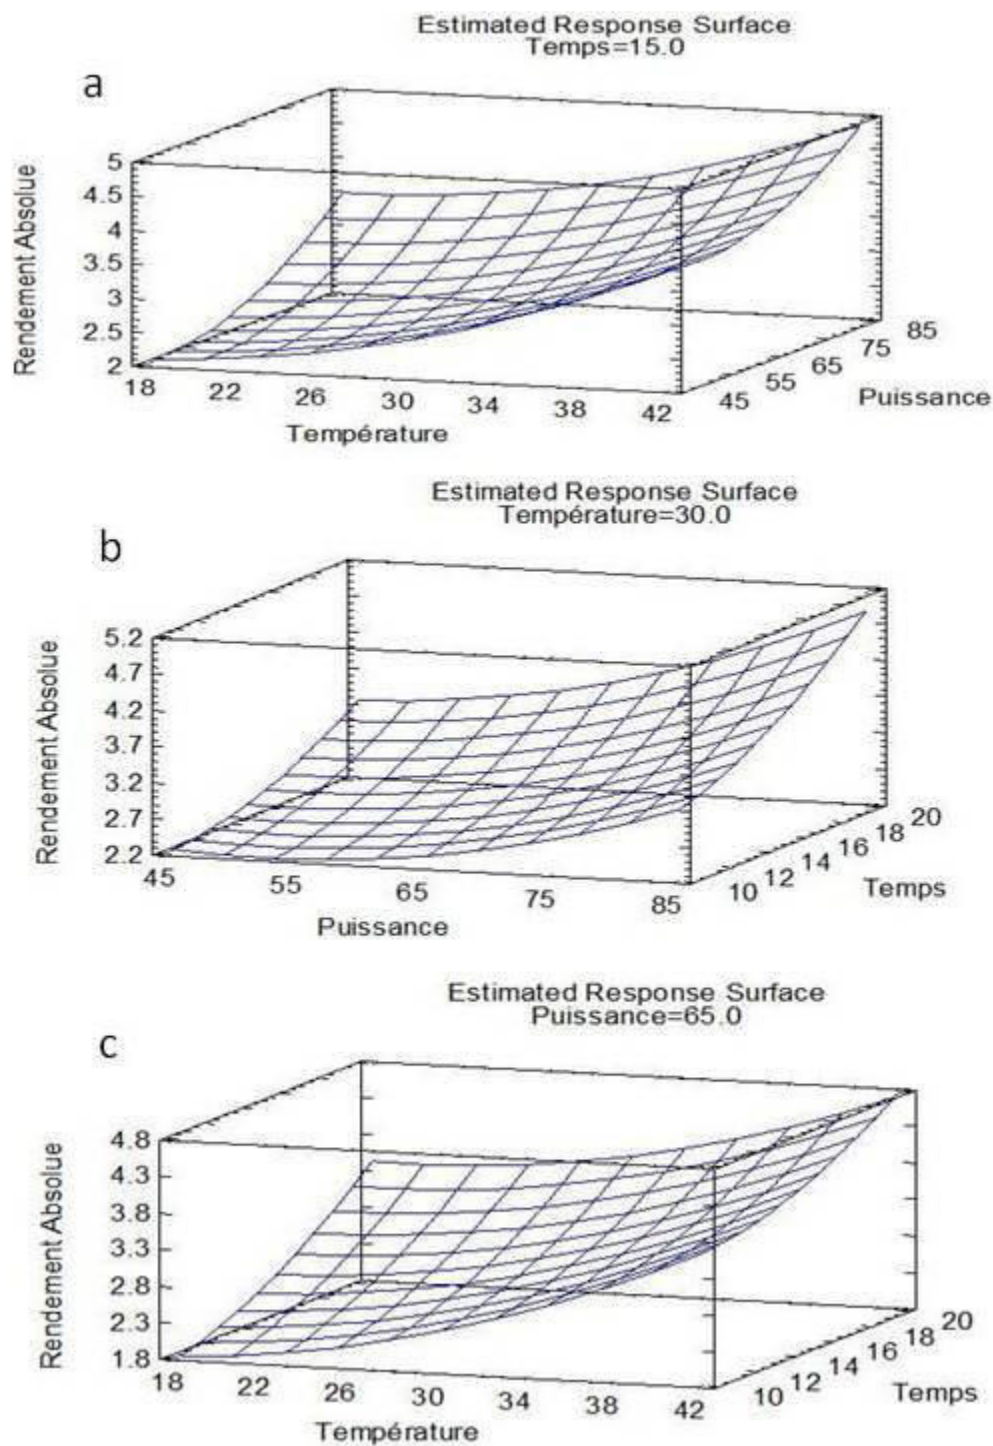 Estimated Response Surface
Temps=15.0
a
Rendement Absolue
5
4.5
4
3.5
3
2.5
2
18 22 26 30 34 38 42
Température
45 55 65 75 85
Puissance
Estimated Response Surface
Température=30.0
b
Rendement Absolue
5.2
4.7
4.2
3.7
3.2
2.7
2.2
45 55 65 75 85
Puissance
10 12 14 16 18 20
Temps
Estimated Response Surface
Puissance=65.0
c
Rendement Absolue
4.8
4.3
3.8
3.3
2.8
2.3
1.8
18 22 26 30 34 38 42
Température
10 12 14 16 18 20
Temps